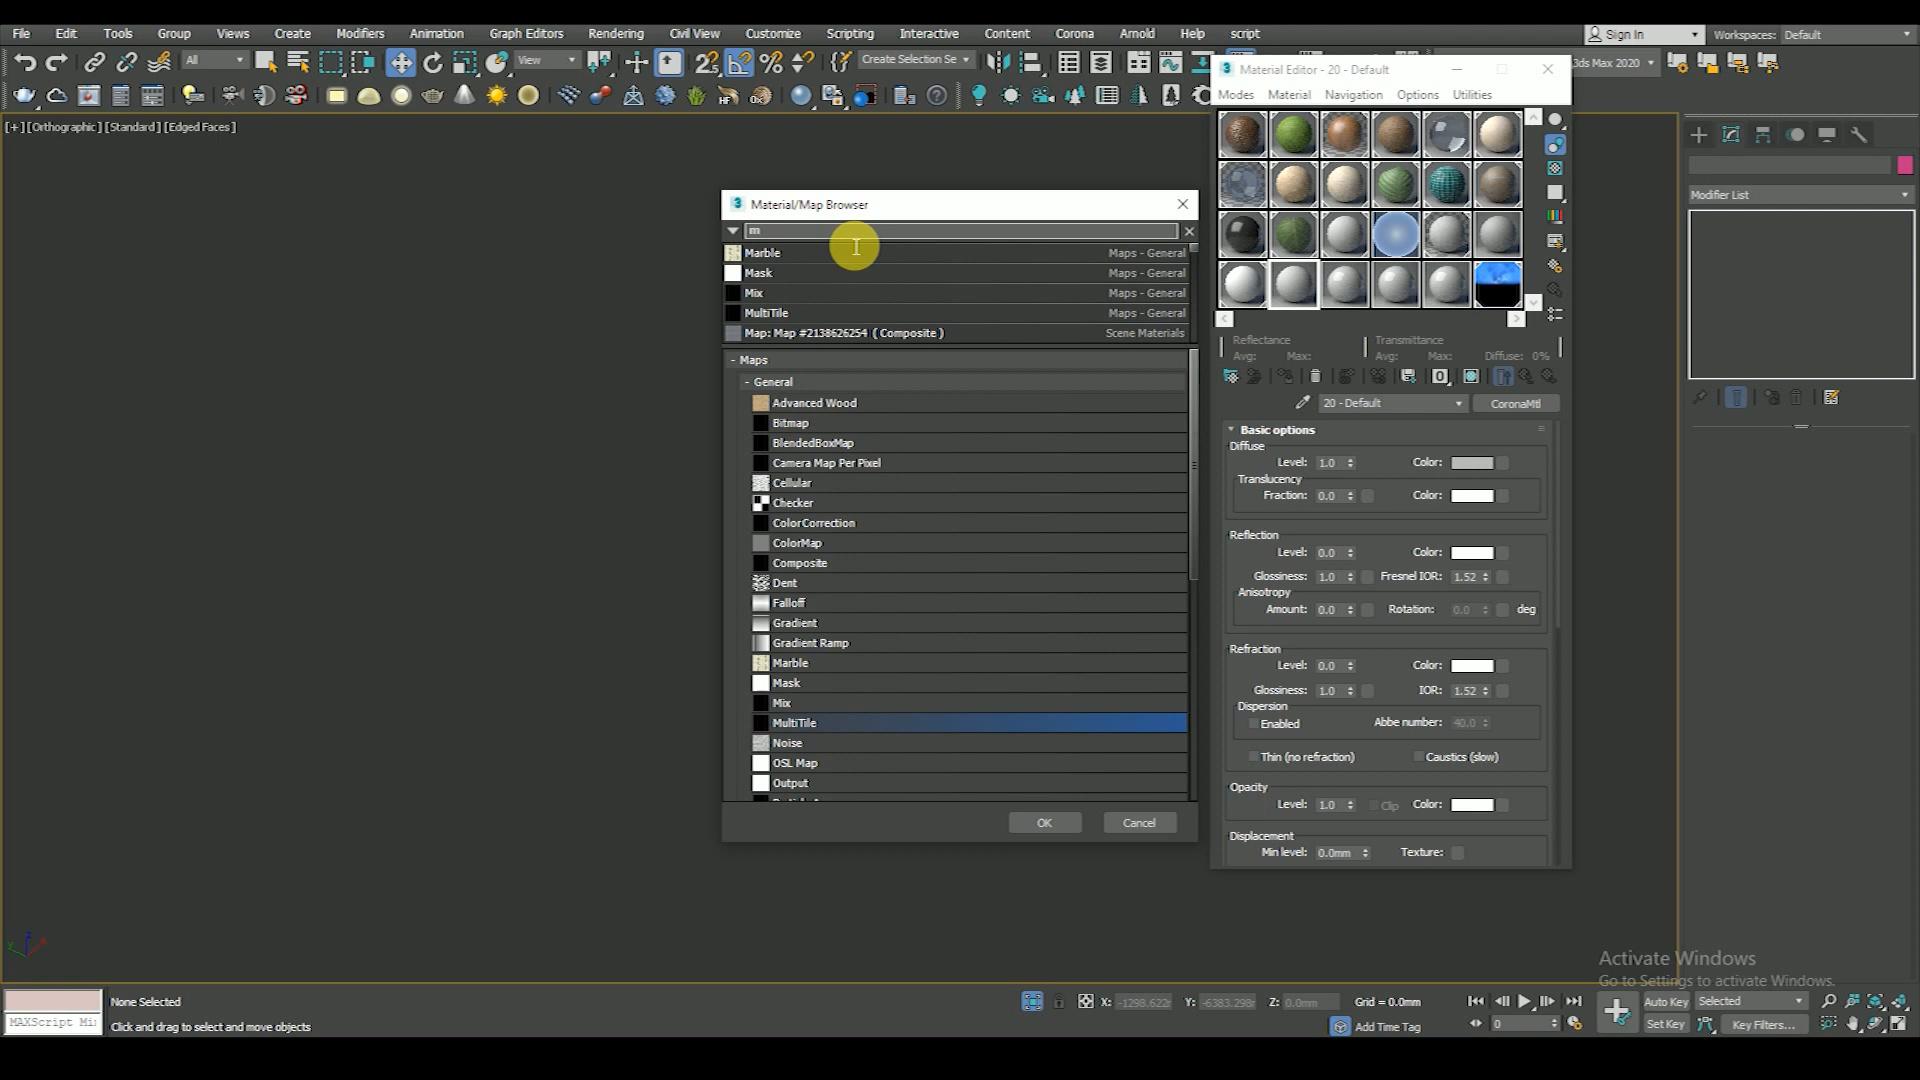 File Edit Tools Group Views Create Modifiers Animation Graph Editors Rendering Civil View Customize Scripting Interactive Content Corona Arnold Help script Sign In Workspaces: Default
All View Create Selection Se 3ds Max 2020
Material Editor - 20 - Default
Modes Material Navigation Options Utilities
[+] [Orthographic] [Standard] [Edged Faces]
Modifier List
Material/Map Browser
m
Marble Maps - General
Mask Maps - General
Mix Maps - General
MultiTile Maps - General
Map: Map #2138626254 ( Composite ) Scene Materials
- Maps
- General
Advanced Wood
Bitmap
BlendedBoxMap
Camera Map Per Pixel
Cellular
Checker
ColorCorrection
ColorMap
Composite
Dent
Falloff
Gradient
Gradient Ramp
Marble
Mask
Mix
MultiTile
Noise
OSL Map
Output
OK Cancel
Reflectance Transmittance
Avg: Max: Avg: Max: Diffuse: 0%
20 - Default CoronaMtl
Basic options
Diffuse
Level: 1.0 Color:
Translucency
Fraction: 0.0 Color:
Reflection
Level: 0.0 Color:
Glossiness: 1.0 Fresnel IOR: 1.52
Anisotropy
Amount: 0.0 Rotation: 0.0 deg
Refraction
Level: 0.0 Color:
Glossiness: 1.0 IOR: 1.52
Dispersion
Enabled Abbe number: 40.0
Thin (no refraction) Caustics (slow)
Opacity
Level: 1.0 Clip Color:
Displacement
Min level: 0.0mm Texture:
Activate Windows
Go to Settings to activate Windows.
None Selected X: -1298.622r Y: -6383.298r Z: 0.0mm Grid = 0.0mm Auto Key Selected
MAXScript Mi Click and drag to select and move objects Add Time Tag 0 Set Key Key Filters...